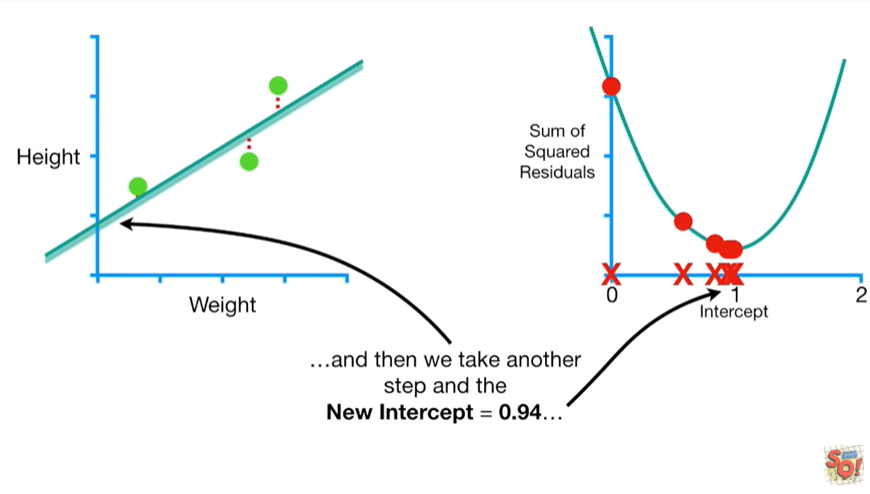 Height
Weight
Sum of
Squared
Residuals
0
1
2
Intercept
…and then we take another
step and the
New Intercept = 0.94…
SQ!